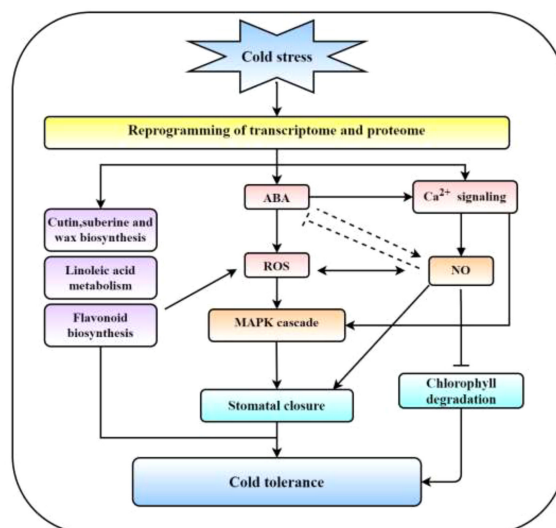 Cold stress
Reprogramming of transcriptome and proteome
ABA
Ca²⁺ signaling
Cutin,suberine and
wax biosynthesis
Linoleic acid
metabolism
ROS
NO
Flavonoid
biosynthesis
MAPK cascade
Chlorophyll
degradation
Stomatal closure
Cold tolerance